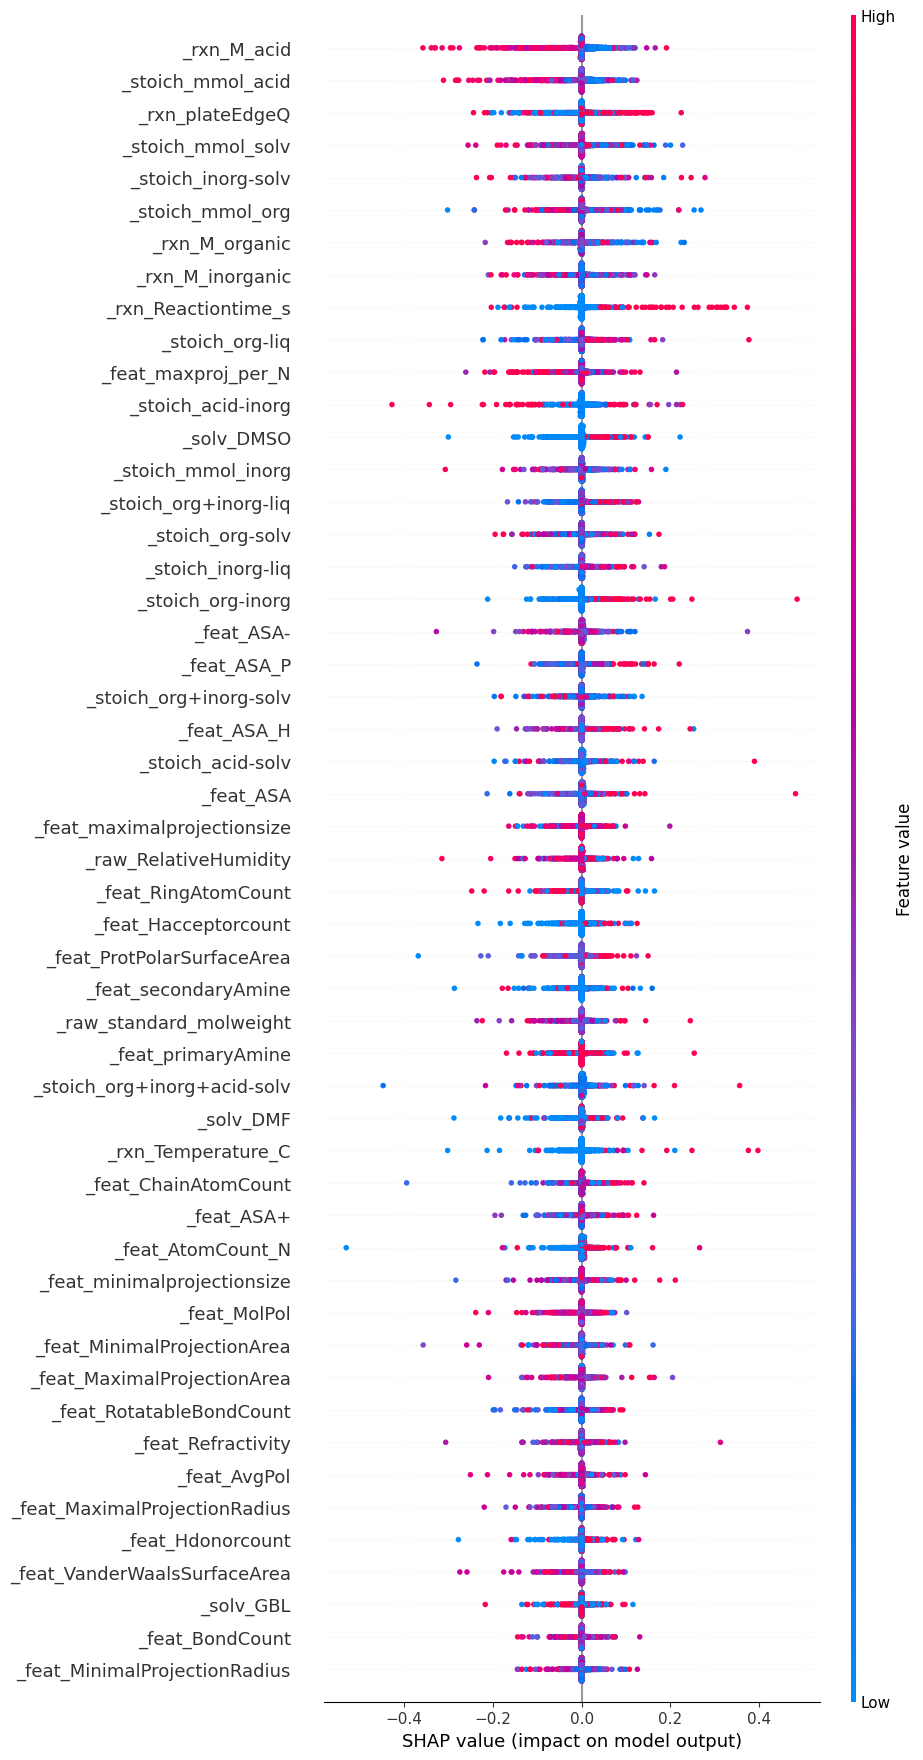 High
_rxn_M_acid
_stoich_mmol_acid
_rxn_plateEdgeQ
_stoich_mmol_solv
_stoich_inorg-solv
_stoich_mmol_org
_rxn_M_organic
_rxn_M_inorganic
_rxn_Reactiontime_s
_stoich_org-liq
_feat_maxproj_per_N
_stoich_acid-inorg
_solv_DMSO
_stoich_mmol_inorg
_stoich_org+inorg-liq
_stoich_org-solv
_stoich_inorg-liq
_stoich_org-inorg
_feat_ASA-
_feat_ASA_P
_stoich_org+inorg-solv
_feat_ASA_H
_stoich_acid-solv
_feat_ASA
_feat_maximalprojectionsize
_raw_RelativeHumidity
_feat_RingAtomCount
_feat_Hacceptorcount
_feat_ProtPolarSurfaceArea
_feat_secondaryAmine
_raw_standard_molweight
_feat_primaryAmine
_stoich_org+inorg+acid-solv
_solv_DMF
_rxn_Temperature_C
_feat_ChainAtomCount
_feat_ASA+
_feat_AtomCount_N
_feat_minimalprojectionsize
_feat_MolPol
_feat_MinimalProjectionArea
_feat_MaximalProjectionArea
_feat_RotatableBondCount
_feat_Refractivity
_feat_AvgPol
_feat_MaximalProjectionRadius
_feat_Hdonorcount
_feat_VanderWaalsSurfaceArea
_solv_GBL
_feat_BondCount
_feat_MinimalProjectionRadius
Feature value
Low
−0.4 −0.2 0.0 0.2 0.4
SHAP value (impact on model output)